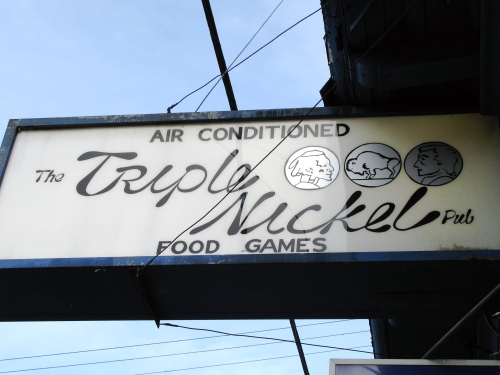 AIR CONDITIONED
The Triple Nickel Pub
FOOD GAMES